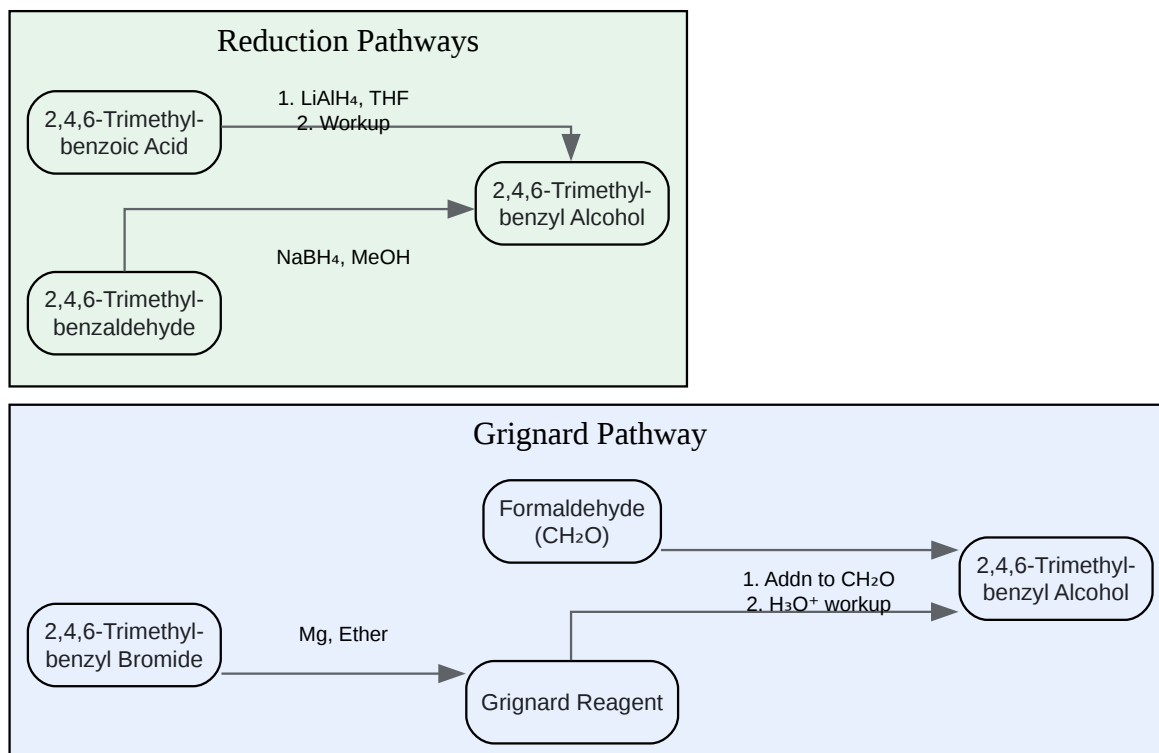 Reduction Pathways
2,4,6-Trimethyl-
benzoic Acid
1. LiAlH₄, THF
2. Workup
2,4,6-Trimethyl-
benzyl Alcohol
NaBH₄, MeOH
2,4,6-Trimethyl-
benzaldehyde
Grignard Pathway
Formaldehyde
(CH₂O)
2,4,6-Trimethyl-
benzyl Alcohol
1. Addn to CH₂O
2. H₃O⁺ workup
2,4,6-Trimethyl-
benzyl Bromide
Mg, Ether
Grignard Reagent